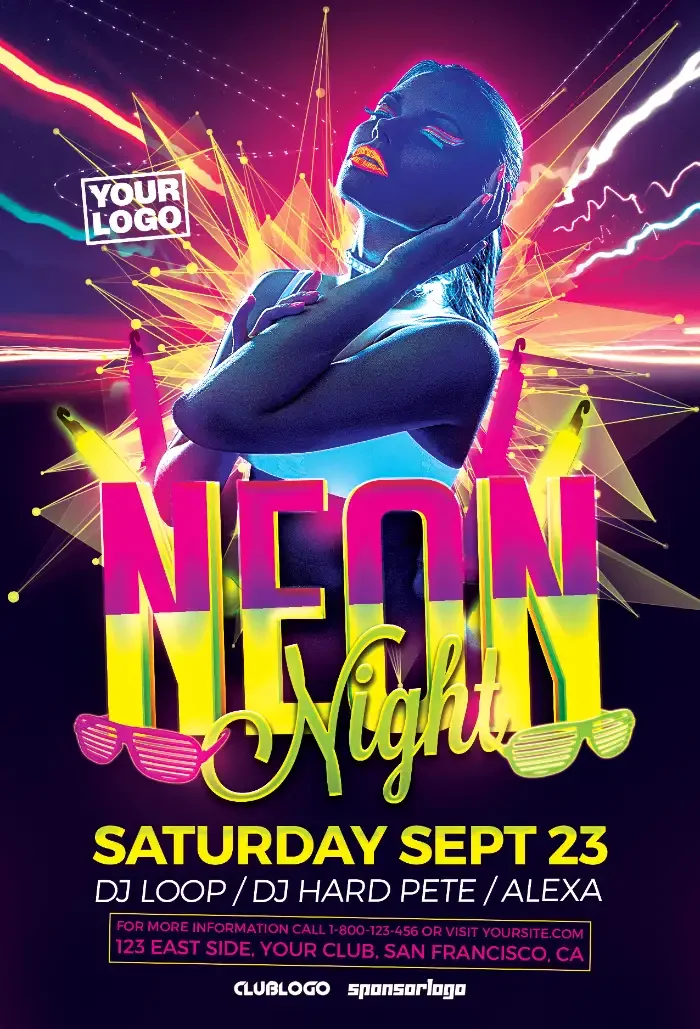 YOUR
LOGO
NEON
Night
SATURDAY SEPT 23
DJ LOOP / DJ HARD PETE / ALEXA
FOR MORE INFORMATION CALL 1-800-123-456 OR VISIT YOURSITE.COM
123 EAST SIDE, YOUR CLUB, SAN FRANCISCO, CA
CLUBLOGO sponsorlogo